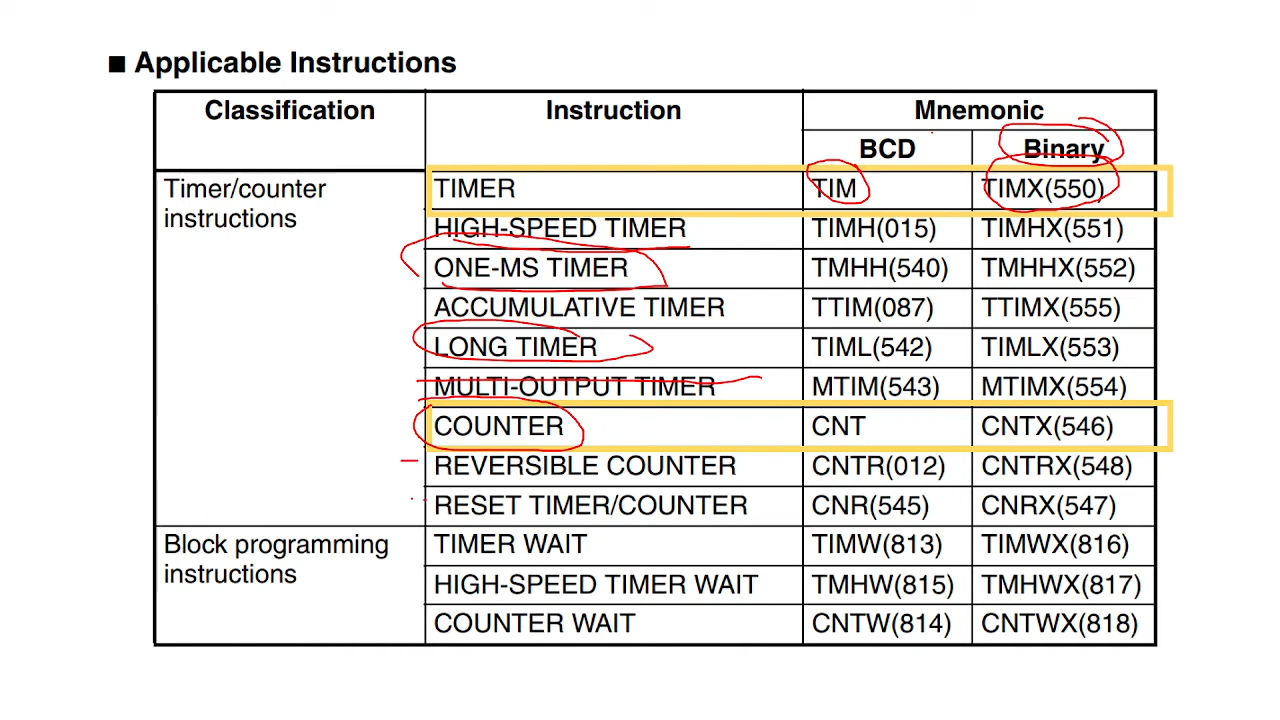 ■ Applicable Instructions
Classification Instruction Mnemonic
BCD Binary
Timer/counter instructions TIMER TIM TIMX(550)
HIGH-SPEED TIMER TIMH(015) TIMHX(551)
ONE-MS TIMER TMHH(540) TMHHX(552)
ACCUMULATIVE TIMER TTIM(087) TTIMX(555)
LONG TIMER TIML(542) TIMLX(553)
MULTI-OUTPUT TIMER MTIM(543) MTIMX(554)
COUNTER CNT CNTX(546)
REVERSIBLE COUNTER CNTR(012) CNTRX(548)
RESET TIMER/COUNTER CNR(545) CNRX(547)
Block programming instructions TIMER WAIT TIMW(813) TIMWX(816)
HIGH-SPEED TIMER WAIT TMHW(815) TMHWX(817)
COUNTER WAIT CNTW(814) CNTWX(818)